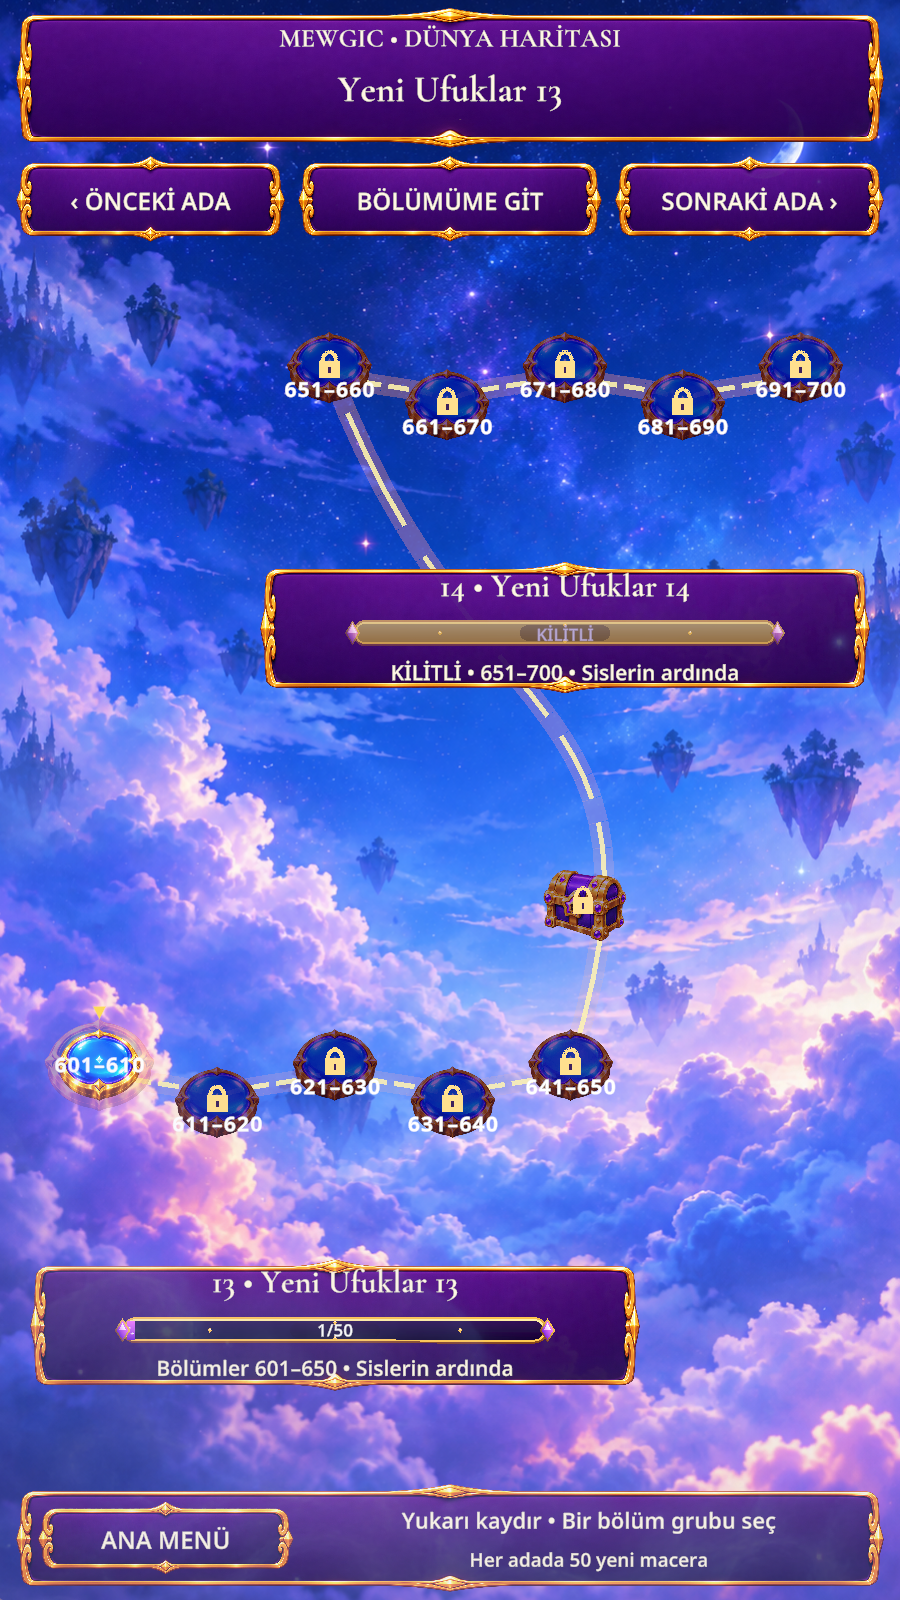 MEWGIC • DÜNYA HARİTASI
Yeni Ufuklar 13
‹ ÖNCEKİ ADA
BÖLÜMÜME GİT
SONRAKİ ADA ›
651–660
661–670
671–680
681–690
691–700
14 • Yeni Ufuklar 14
KİLİTLİ
KİLİTLİ • 651–700 • Sislerin ardında
601–610
611–620
621–630
631–640
641–650
13 • Yeni Ufuklar 13
1/50
Bölümler 601–650 • Sislerin ardında
ANA MENÜ
Yukarı kaydır • Bir bölüm grubu seç
Her adada 50 yeni macera